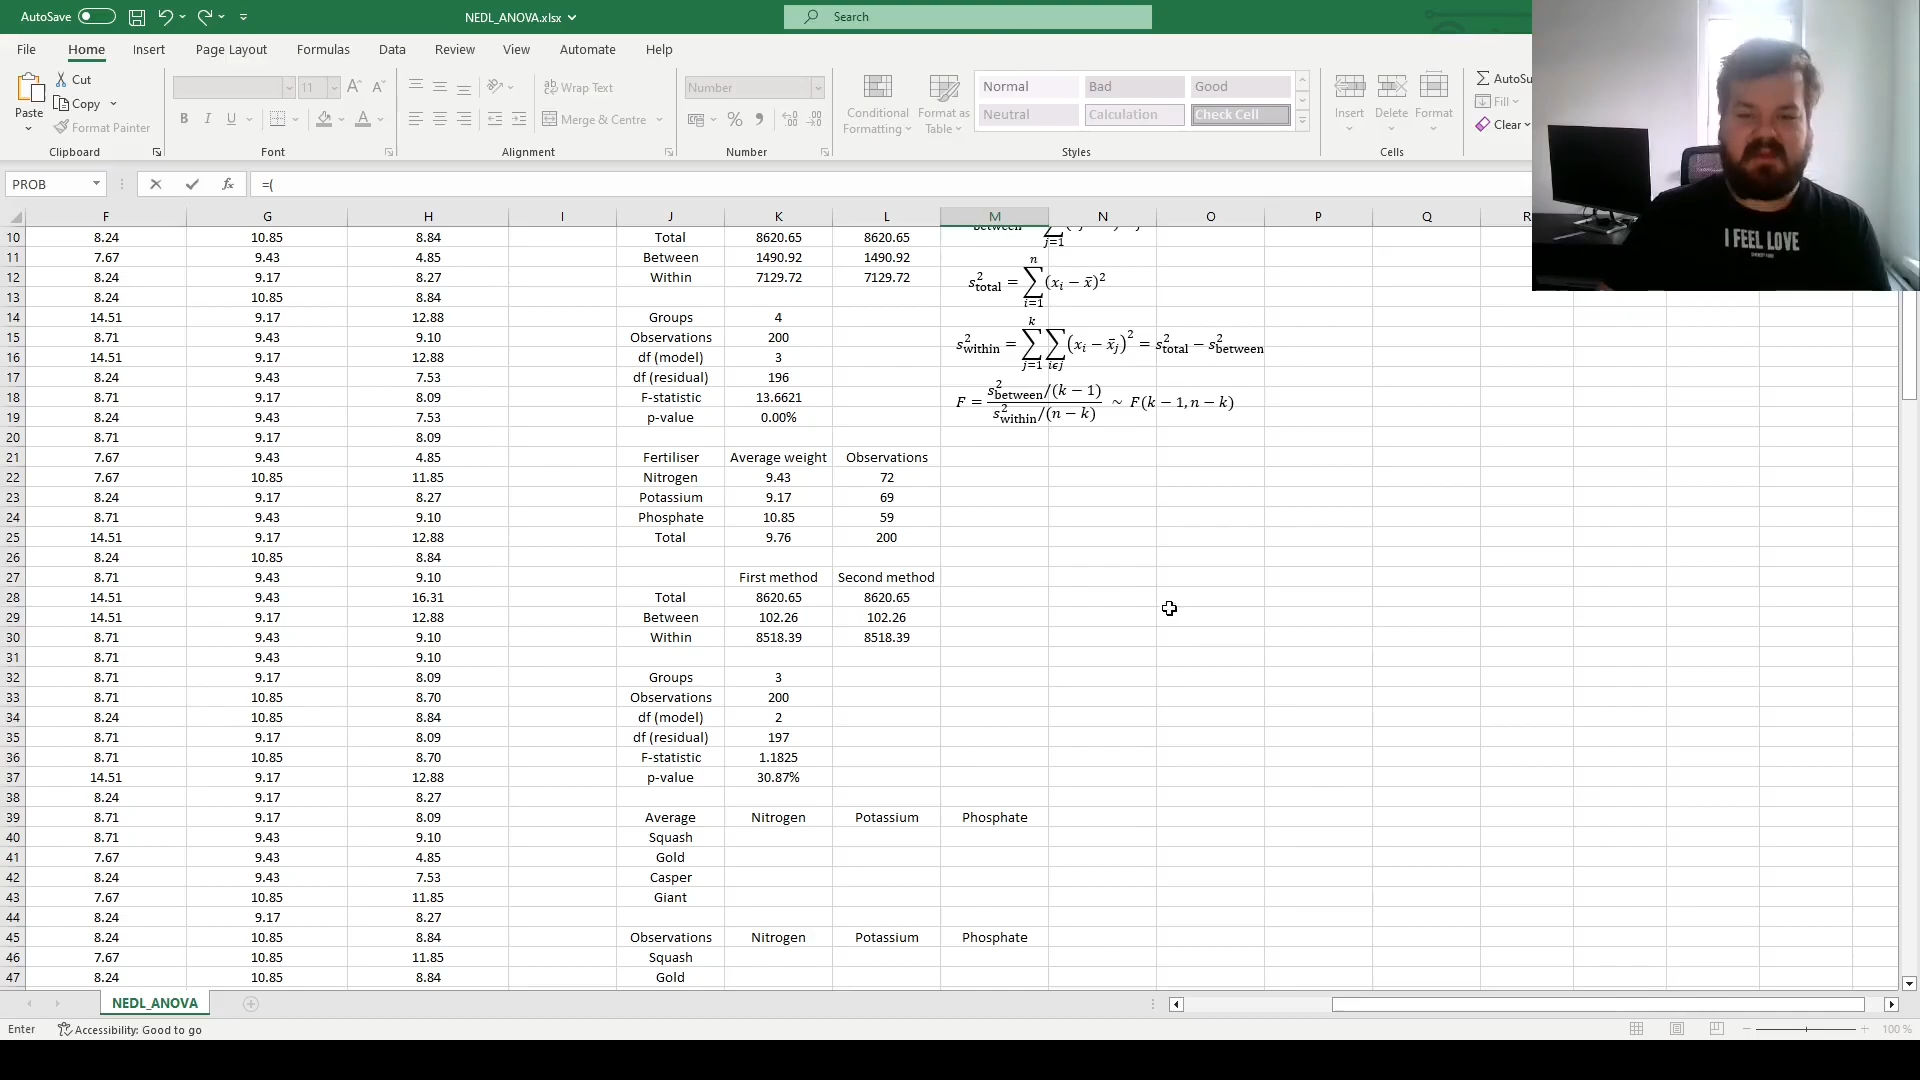 AutoSave
NEDL_ANOVA.xlsx
Search
File Home Insert Page Layout Formulas Data Review View Automate Help
Paste
Cut
Copy
Format Painter
Clipboard
11
B I U
Font
Wrap Text
Merge & Centre
Alignment
Number
Number
Conditional Formatting
Format as Table
Normal Bad Good
Neutral Calculation Check Cell
Styles
Insert Delete Format
Cells
AutoSu
Fill
Clear
I FEEL LOVE
PROB fx =(
F G H I J K L M N O P Q R
10 8.24 10.85 8.84 Total 8620.65 8620.65
11 7.67 9.43 4.85 Between 1490.92 1490.92
12 8.24 9.17 8.27 Within 7129.72 7129.72
13 8.24 10.85 8.84
14 14.51 9.17 12.88 Groups 4
15 8.71 9.43 9.10 Observations 200
16 14.51 9.17 12.88 df (model) 3
17 8.24 9.43 7.53 df (residual) 196
18 8.71 9.17 8.09 F-statistic 13.6621
19 8.24 9.43 7.53 p-value 0.00%
20 8.71 9.17 8.09
21 7.67 9.43 4.85 Fertiliser Average weight Observations
22 7.67 10.85 11.85 Nitrogen 9.43 72
23 8.24 9.17 8.27 Potassium 9.17 69
24 8.71 9.43 9.10 Phosphate 10.85 59
25 14.51 9.17 12.88 Total 9.76 200
26 8.24 10.85 8.84
27 8.71 9.43 9.10 First method Second method
28 14.51 9.43 16.31 Total 8620.65 8620.65
29 14.51 9.17 12.88 Between 102.26 102.26
30 8.71 9.43 9.10 Within 8518.39 8518.39
31 8.71 9.43 9.10
32 8.71 9.17 8.09 Groups 3
33 8.71 10.85 8.70 Observations 200
34 8.24 10.85 8.84 df (model) 2
35 8.71 9.17 8.09 df (residual) 197
36 8.71 10.85 8.70 F-statistic 1.1825
37 14.51 9.17 12.88 p-value 30.87%
38 8.24 9.17 8.27
39 8.71 9.17 8.09 Average Nitrogen Potassium Phosphate
40 8.71 9.43 9.10 Squash
41 7.67 9.43 4.85 Gold
42 8.24 9.43 7.53 Casper
43 7.67 10.85 11.85 Giant
44 8.24 9.17 8.27
45 8.24 10.85 8.84 Observations Nitrogen Potassium Phosphate
46 7.67 10.85 11.85 Squash
47 8.24 10.85 8.84 Gold
j=1
s²total = ∑ⁿi=1 (xi − x̄)²
s²within = ∑ᵏj=1 ∑iϵj (xi − x̄j)² = s²total − s²between
F = s²between/(k − 1) / s²within/(n − k) ~ F(k − 1, n − k)
NEDL_ANOVA
Enter Accessibility: Good to go 100 %